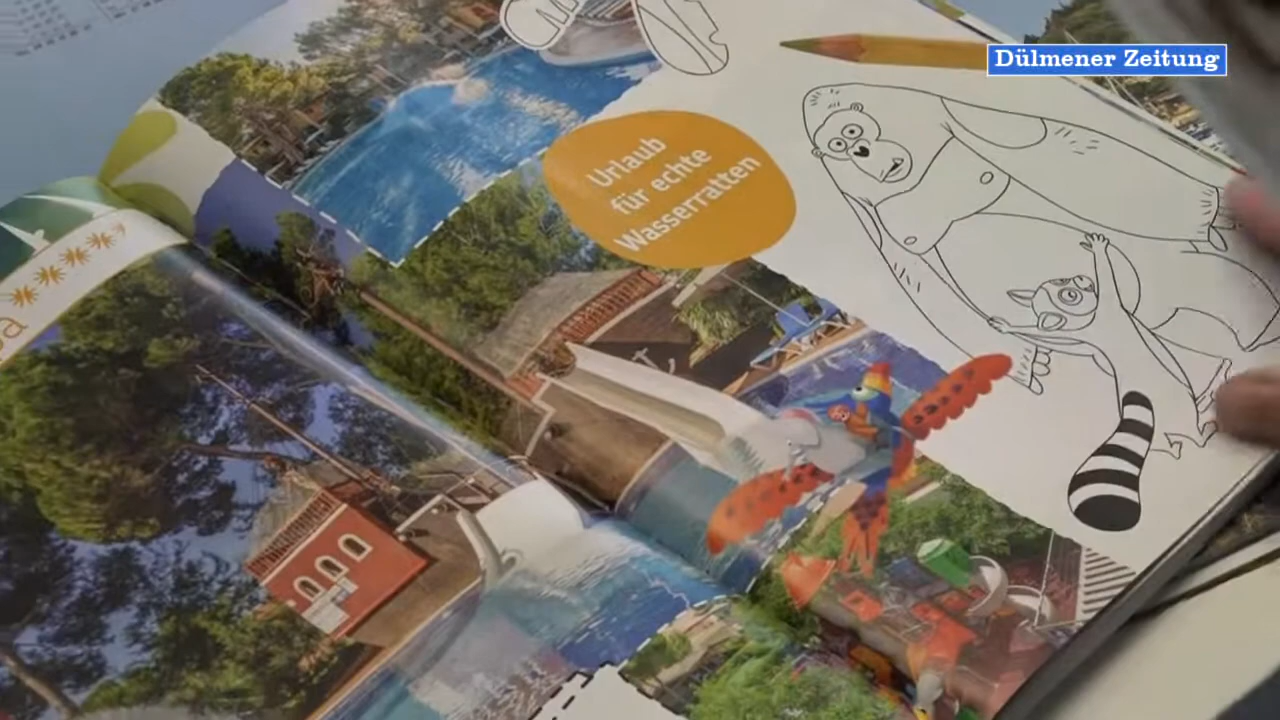 Dülmener Zeitung
Urlaub
für echte
Wasserratten